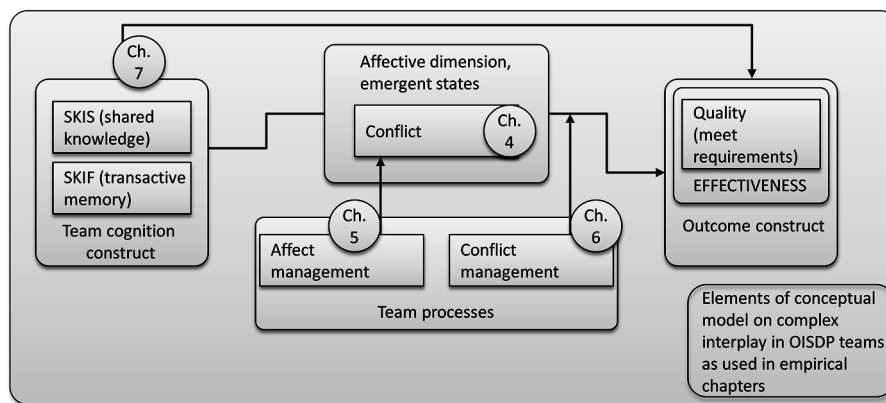 Ch.
7
SKIS (shared
knowledge)
SKIF (transactive
memory)
Team cognition
construct
Affective dimension,
emergent states
Conflict
Ch.
4
Ch.
5
Affect
management
Conflict
management
Ch.
6
Team processes
Quality
(meet
requirements)
EFFECTIVENESS
Outcome construct
Elements of conceptual
model on complex
interplay in OISDP teams
as used in empirical
chapters